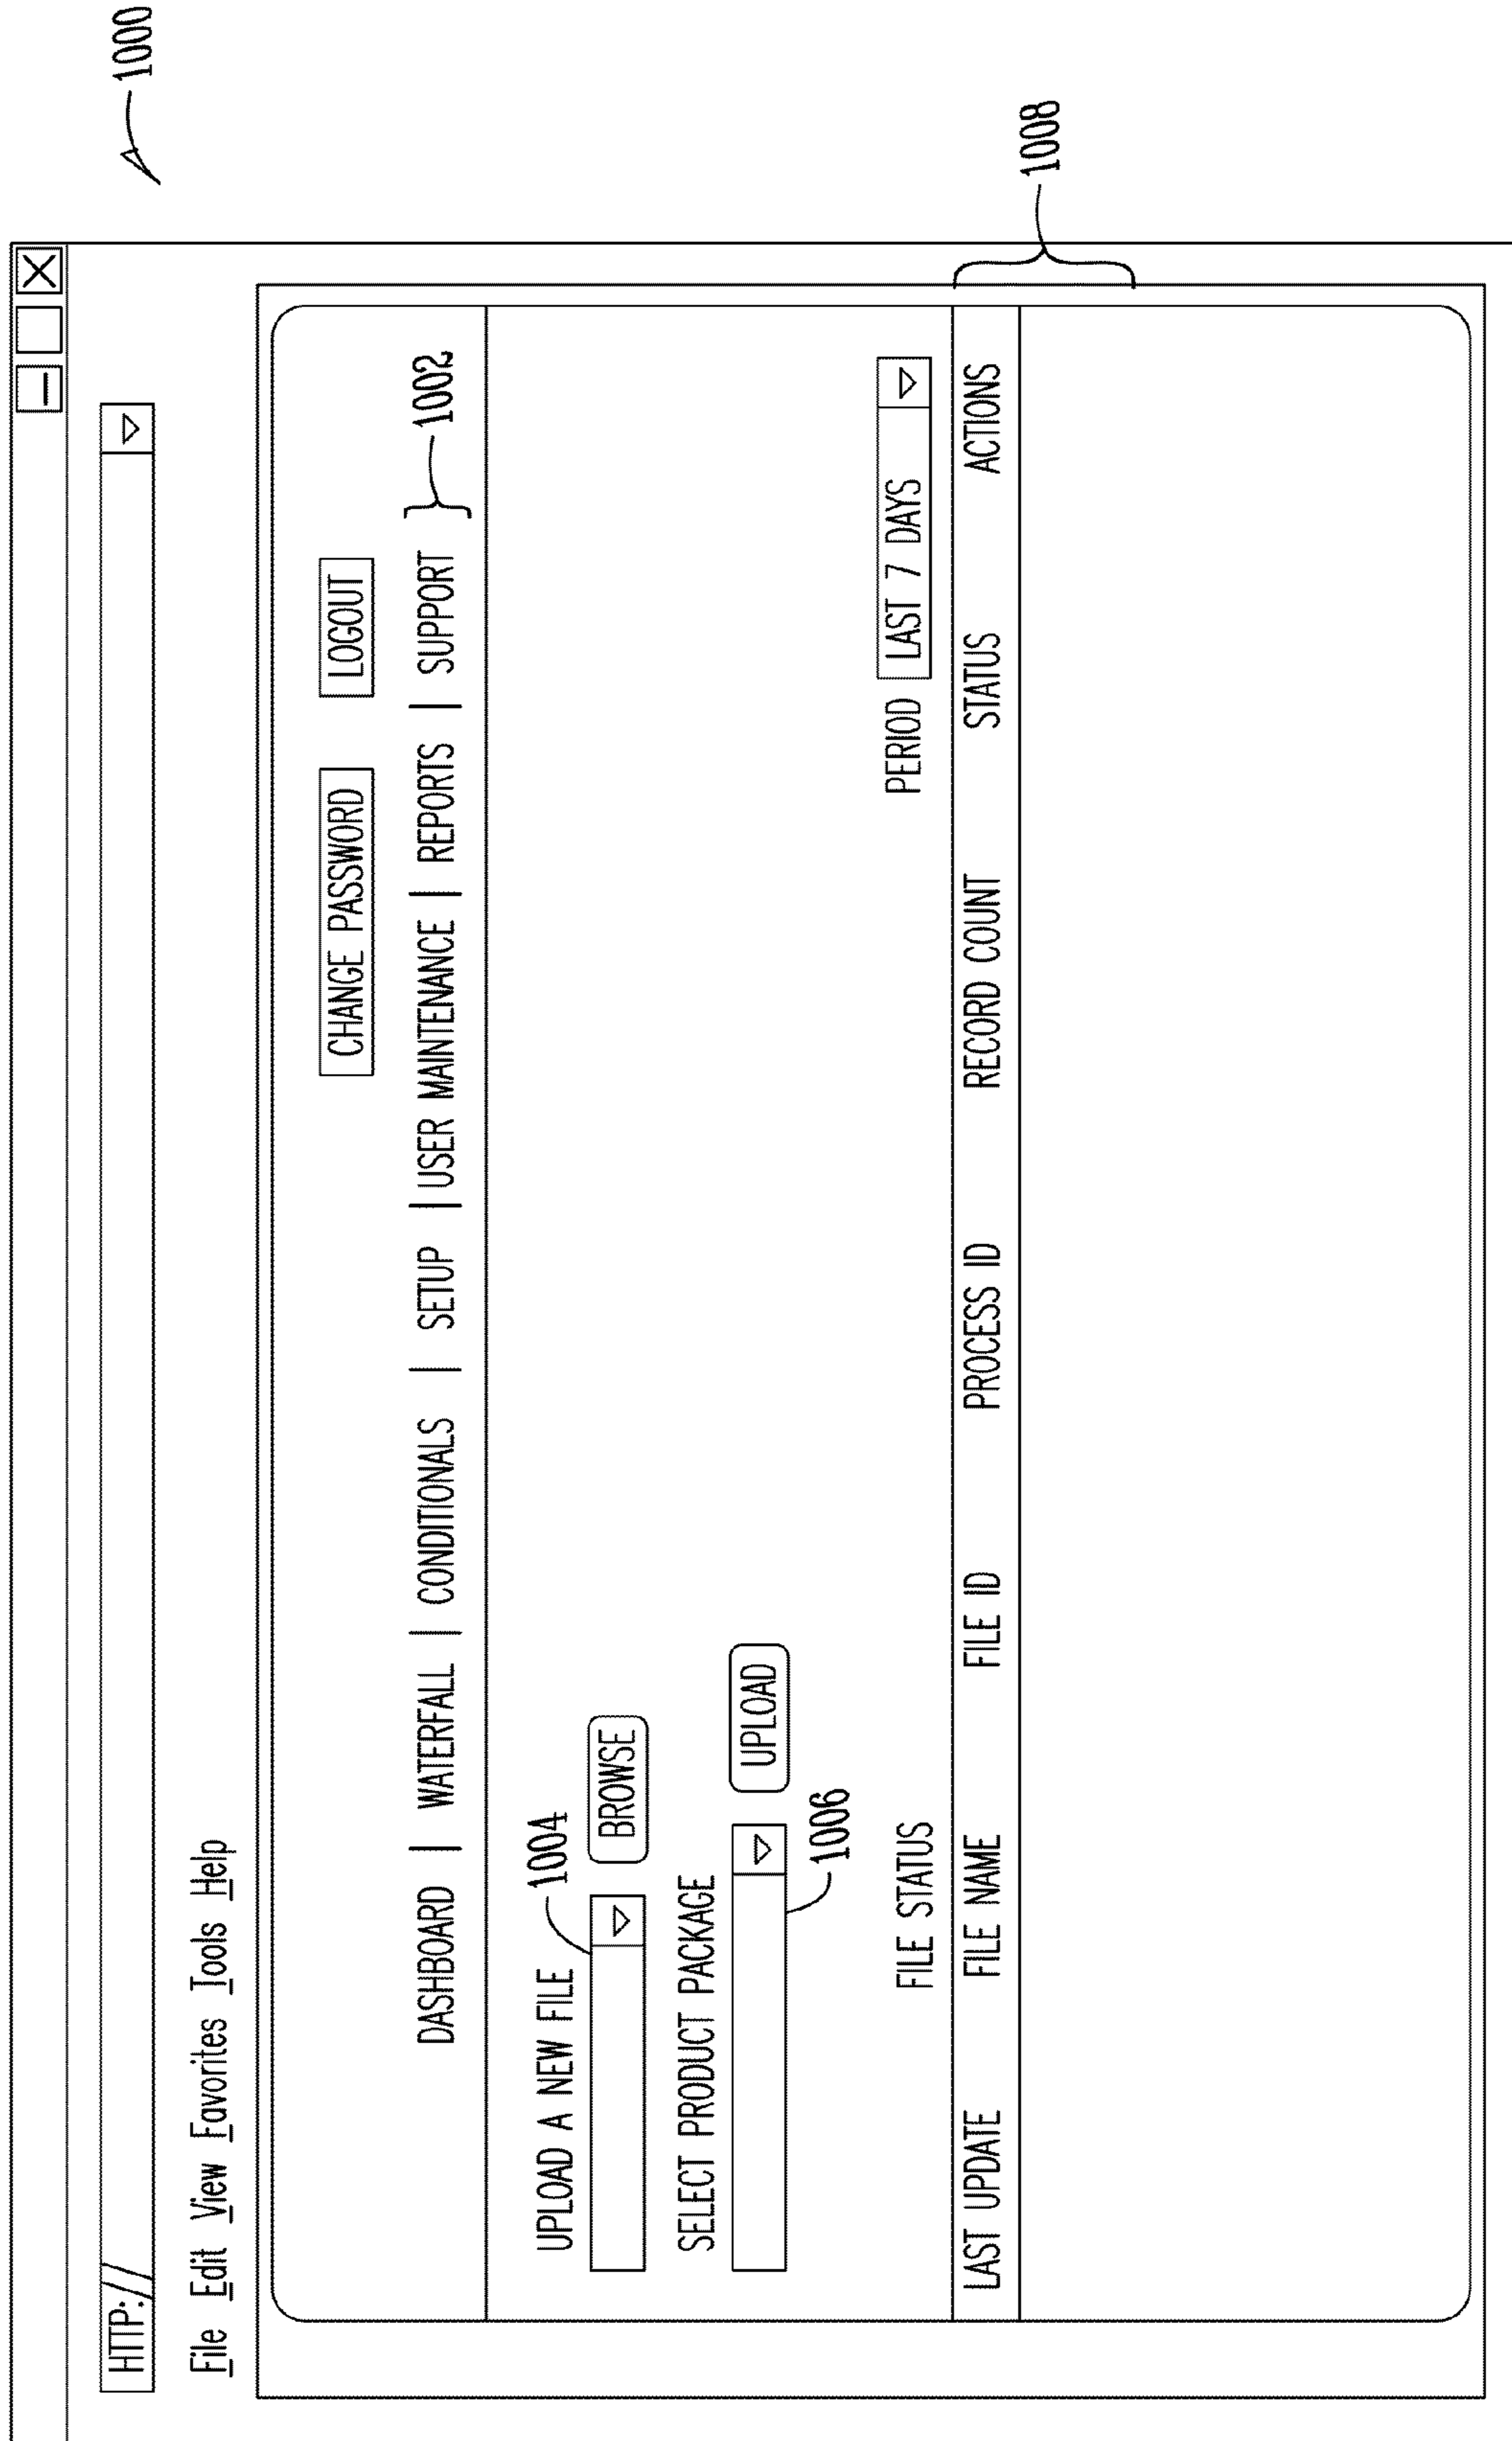 1000
HTTP://
File Edit View Favorites Tools Help
CHANGE PASSWORD LOGOUT
DASHBOARD | WATERFALL | CONDITIONALS | SETUP | USER MAINTENANCE | REPORTS | SUPPORT 1002
UPLOAD A NEW FILE 1004
BROWSE
SELECT PRODUCT PACKAGE
UPLOAD
1006
FILE STATUS PERIOD LAST 7 DAYS
LAST UPDATE FILE NAME FILE ID PROCESS ID RECORD COUNT STATUS ACTIONS
1008